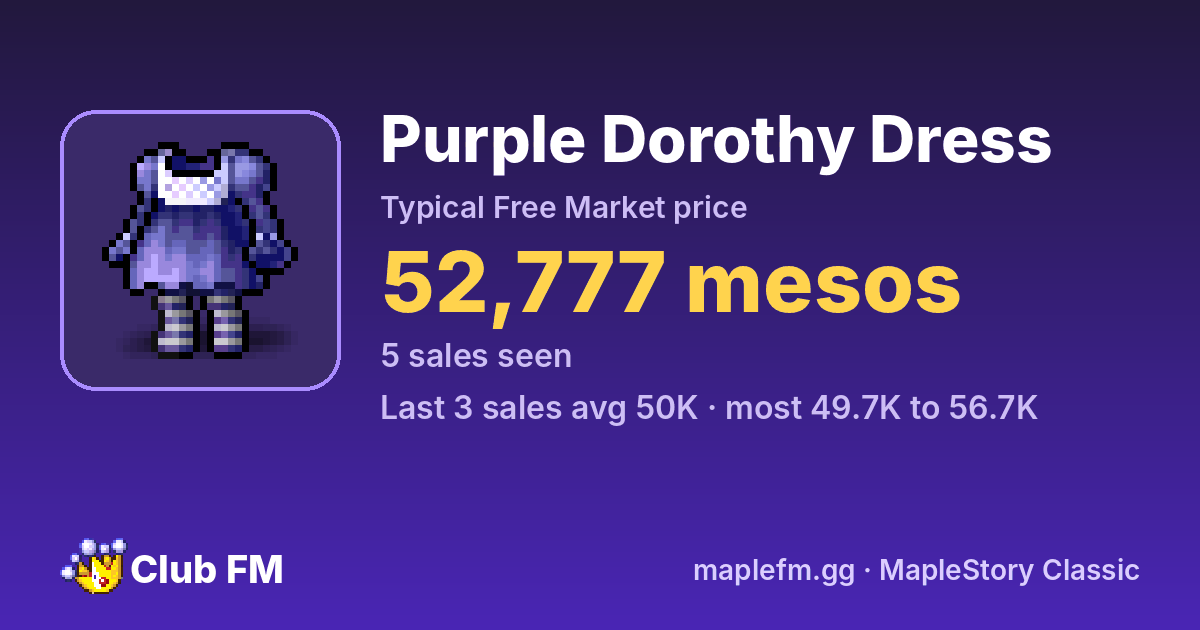 Purple Dorothy Dress
Typical Free Market price
52,777 mesos
5 sales seen
Last 3 sales avg 50K · most 49.7K to 56.7K
Club FM
maplefm.gg · MapleStory Classic